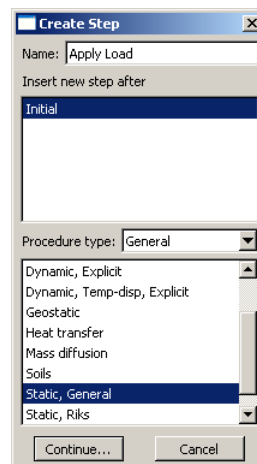 Create Step
Name: Apply Load
Insert new step after
Initial
Procedure type: General
Dynamic, Explicit
Dynamic, Temp-disp, Explicit
Geostatic
Heat transfer
Mass diffusion
Soils
Static, General
Static, Riks
Continue... Cancel